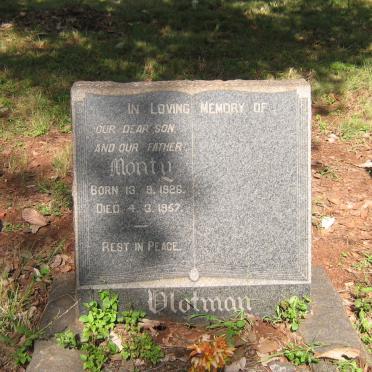 IN LOVING MEMORY OF
OUR DEAR SON
AND OUR FATHER
Monty
BORN 13. 9. 1926.
DIED 4. 3. 1957.
REST IN PEACE.
Plotman